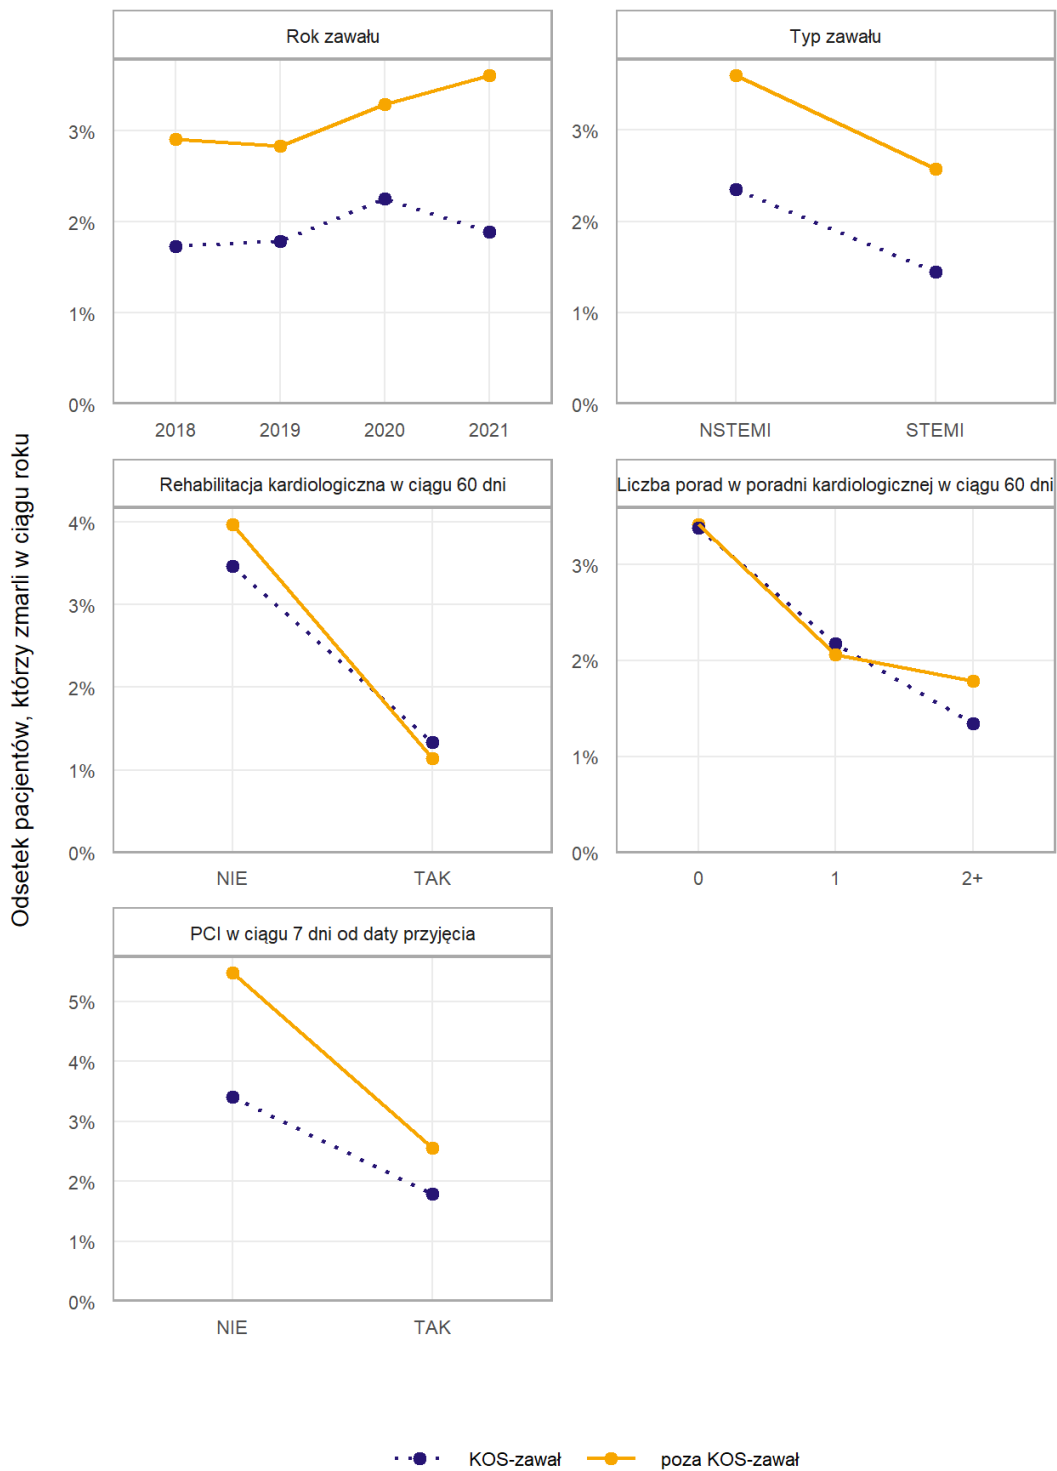 Odsetek pacjentów, którzy zmarli w ciągu roku
Rok zawału
3%
2%
1%
0%
2018 2019 2020 2021
Typ zawału
3%
2%
1%
0%
NSTEMI STEMI
Rehabilitacja kardiologiczna w ciągu 60 dni
4%
3%
2%
1%
0%
NIE TAK
Liczba porad w poradni kardiologicznej w ciągu 60 dni
3%
2%
1%
0%
0 1 2+
PCI w ciągu 7 dni od daty przyjęcia
5%
4%
3%
2%
1%
0%
NIE TAK
KOS-zawał poza KOS-zawał